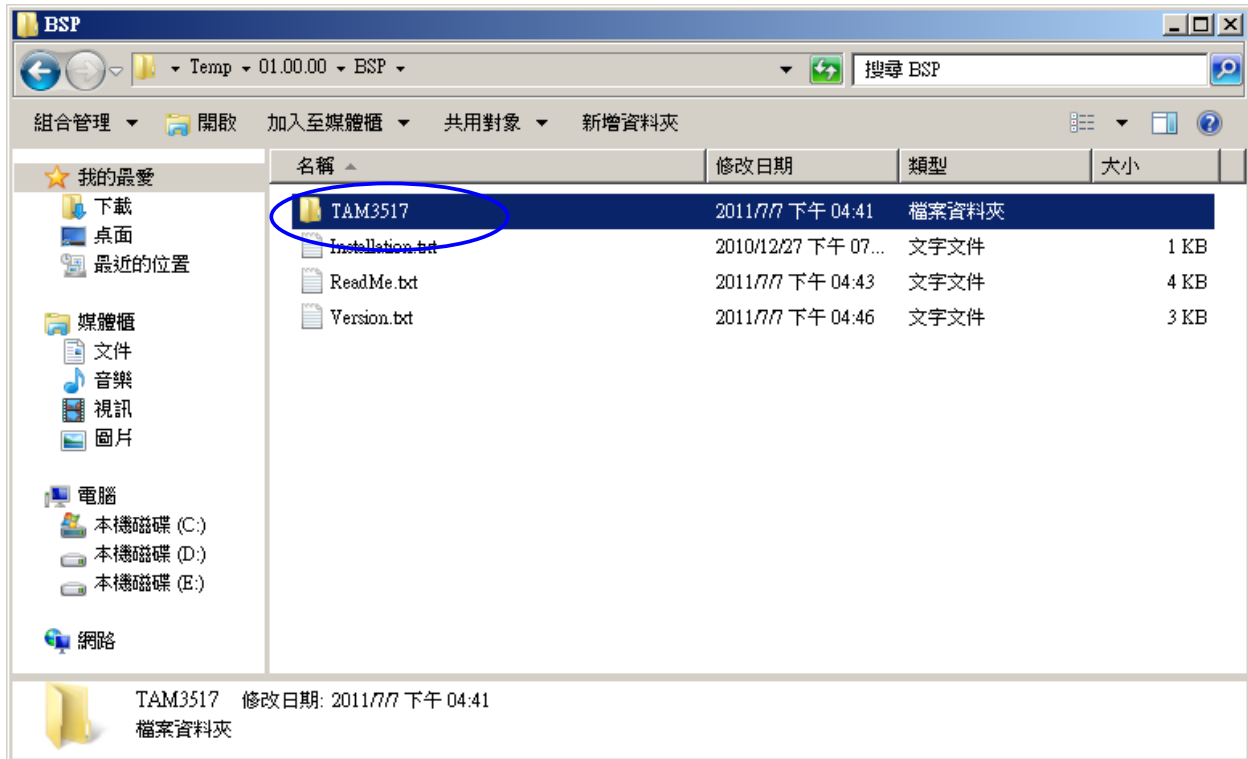 BSP
Temp 01.00.00 BSP 搜尋 BSP
組合管理 開啟 加入至媒體櫃 共用對象 新增資料夾
我的最愛
下載
桌面
最近的位置
媒體櫃
文件
音樂
視訊
圖片
電腦
本機磁碟 (C:)
本機磁碟 (D:)
本機磁碟 (E:)
網路
名稱 修改日期 類型 大小
TAM3517 2011/7/7 下午 04:41 檔案資料夾
Installation.txt 2010/12/27 下午 07... 文字文件 1 KB
ReadMe.txt 2011/7/7 下午 04:43 文字文件 4 KB
Version.txt 2011/7/7 下午 04:46 文字文件 3 KB
TAM3517 修改日期: 2011/7/7 下午 04:41
檔案資料夾